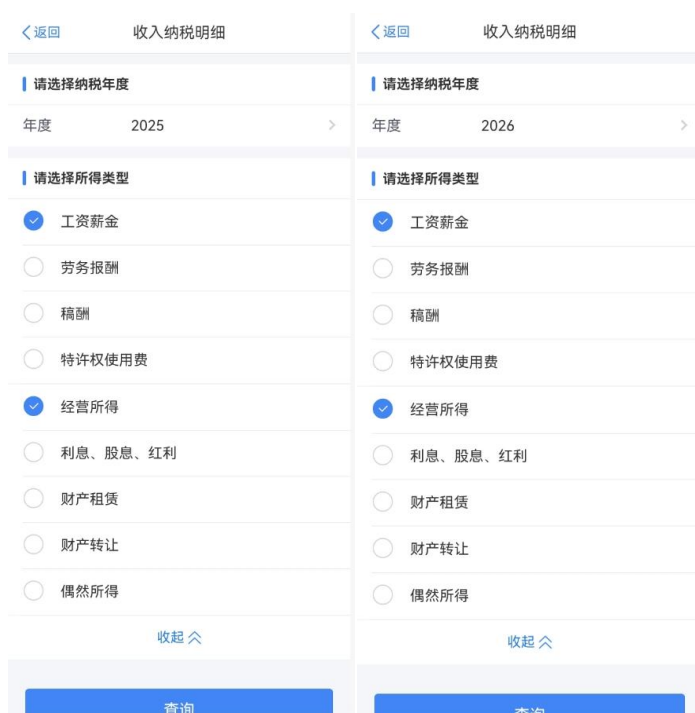 返回 收入纳税明细
请选择纳税年度
年度 2025
请选择所得类型
工资薪金
劳务报酬
稿酬
特许权使用费
经营所得
利息、股息、红利
财产租赁
财产转让
偶然所得
收起
查询
返回 收入纳税明细
请选择纳税年度
年度 2026
请选择所得类型
工资薪金
劳务报酬
稿酬
特许权使用费
经营所得
利息、股息、红利
财产租赁
财产转让
偶然所得
收起
查询